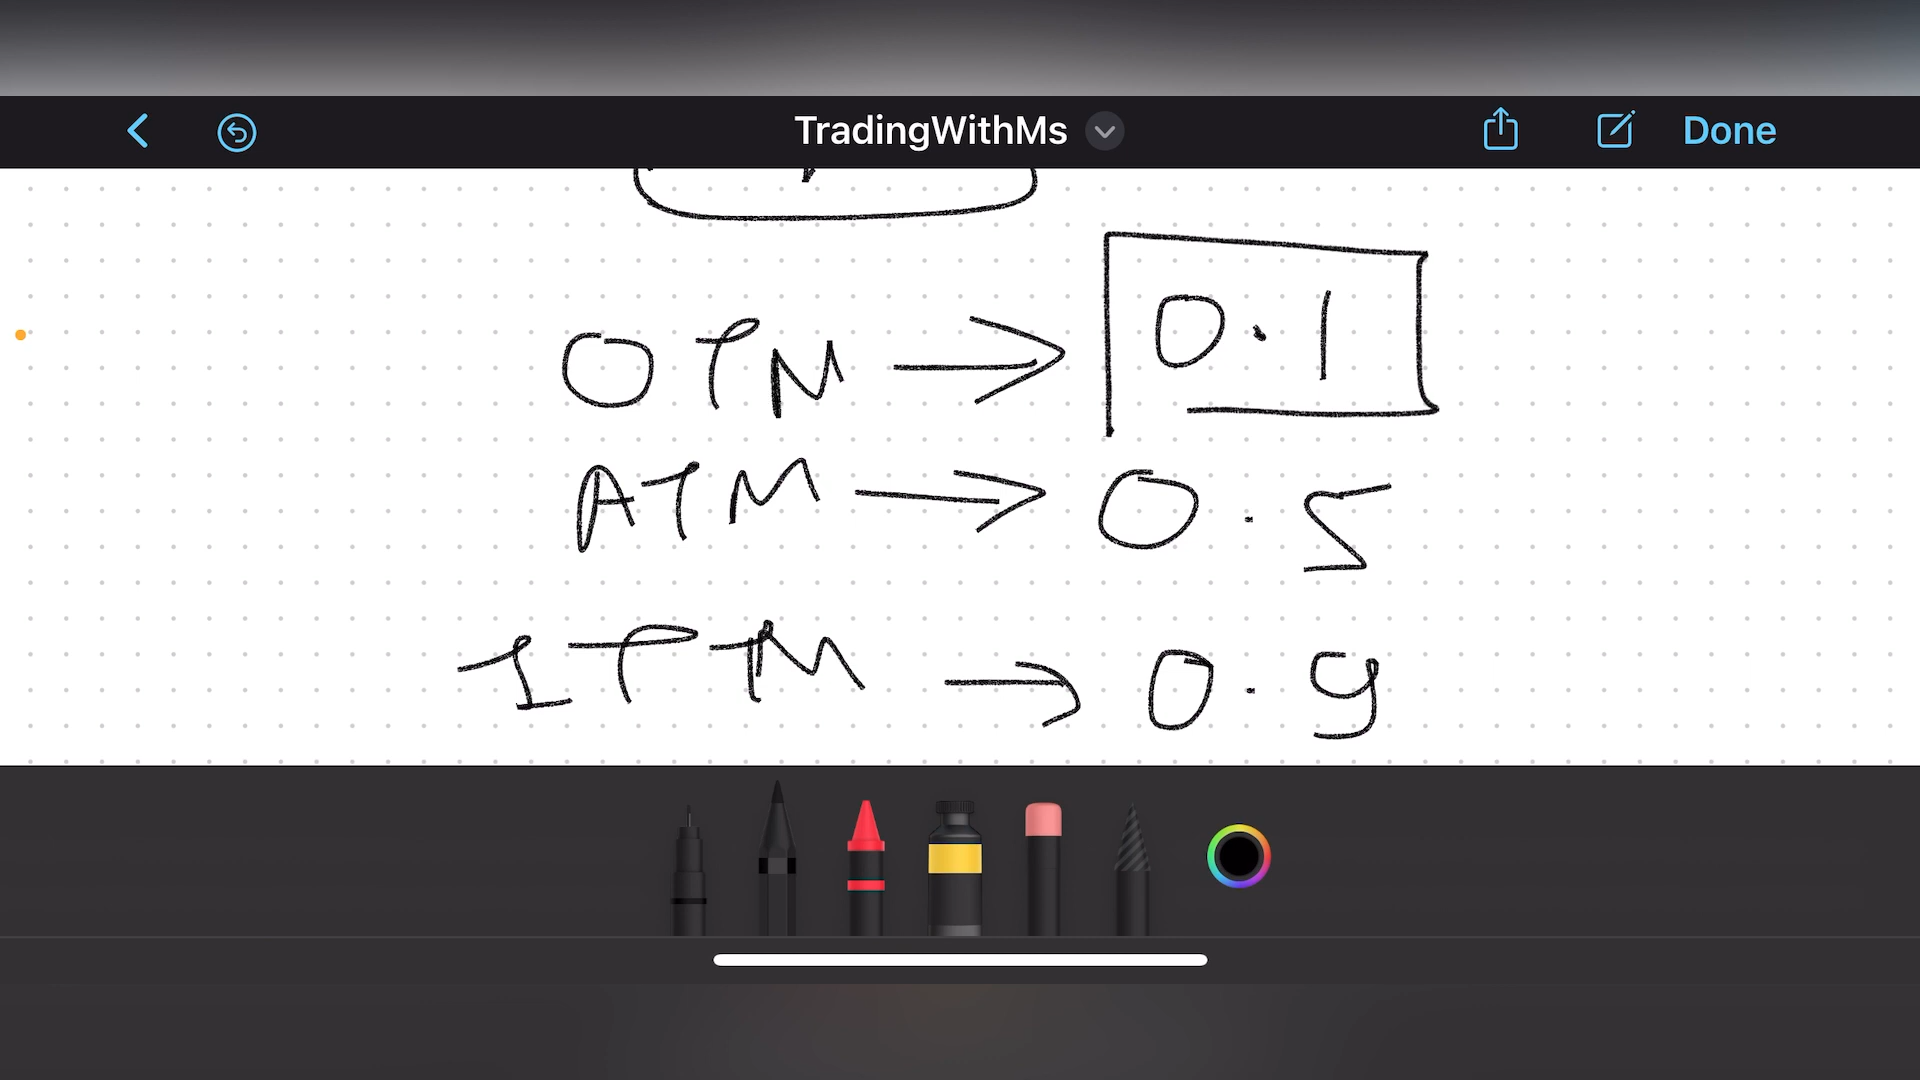 TradingWithMs
Done
OTM → 0.1
ATM → 0.5
ITM → 0.9